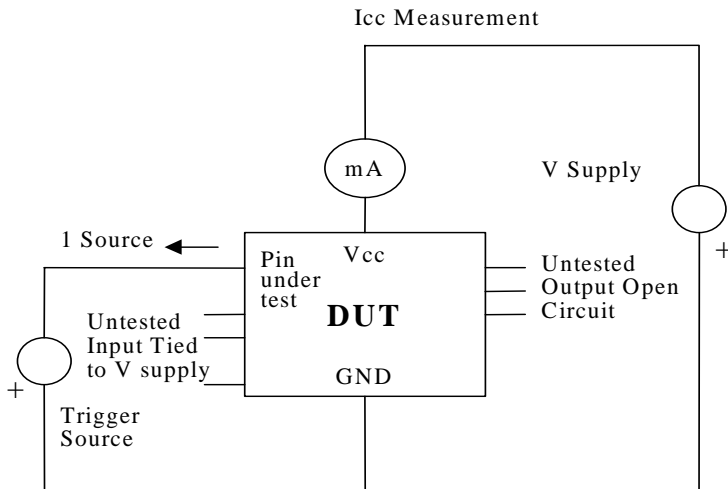 Icc Measurement
mA
V Supply
+
1 Source
Vcc
Pin
under
test
DUT
GND
Untested
Output Open
Circuit
Untested
Input Tied
to V supply
+
Trigger
Source